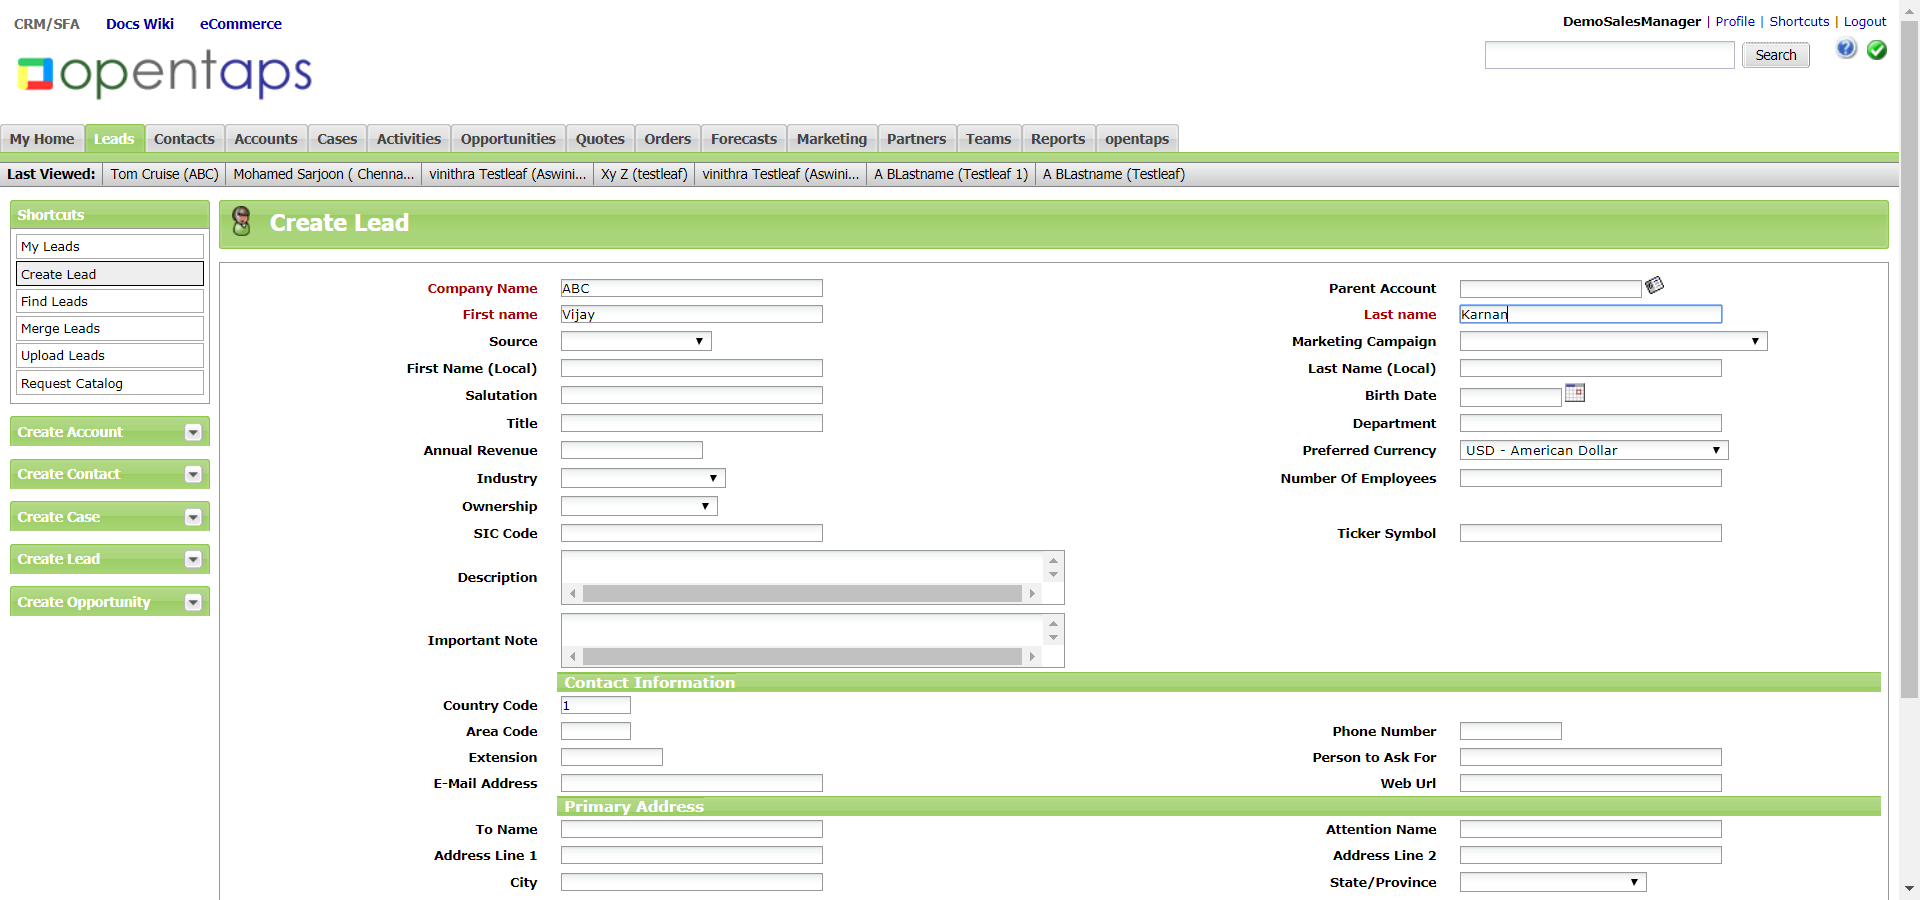 CRM/SFA Docs Wiki eCommerce
DemoSalesManager | Profile | Shortcuts | Logout
opentaps
Search
My Home Leads Contacts Accounts Cases Activities Opportunities Quotes Orders Forecasts Marketing Partners Teams Reports opentaps
Last Viewed: Tom Cruise (ABC) Mohamed Sarjoon ( Chenna... vinithra Testleaf (Aswini... Xy Z (testleaf) vinithra Testleaf (Aswini... A BLastname (Testleaf 1) A BLastname (Testleaf)
Shortcuts
My Leads
Create Lead
Find Leads
Merge Leads
Upload Leads
Request Catalog
Create Account
Create Contact
Create Case
Create Lead
Create Opportunity
Create Lead
Company Name ABC Parent Account
First name Vijay Last name Karnan
Source Marketing Campaign
First Name (Local) Last Name (Local)
Salutation Birth Date
Title Department
Annual Revenue Preferred Currency USD - American Dollar
Industry Number Of Employees
Ownership
SIC Code Ticker Symbol
Description
Important Note
Contact Information
Country Code 1
Area Code Phone Number
Extension Person to Ask For
E-Mail Address Web Url
Primary Address
To Name Attention Name
Address Line 1 Address Line 2
City State/Province